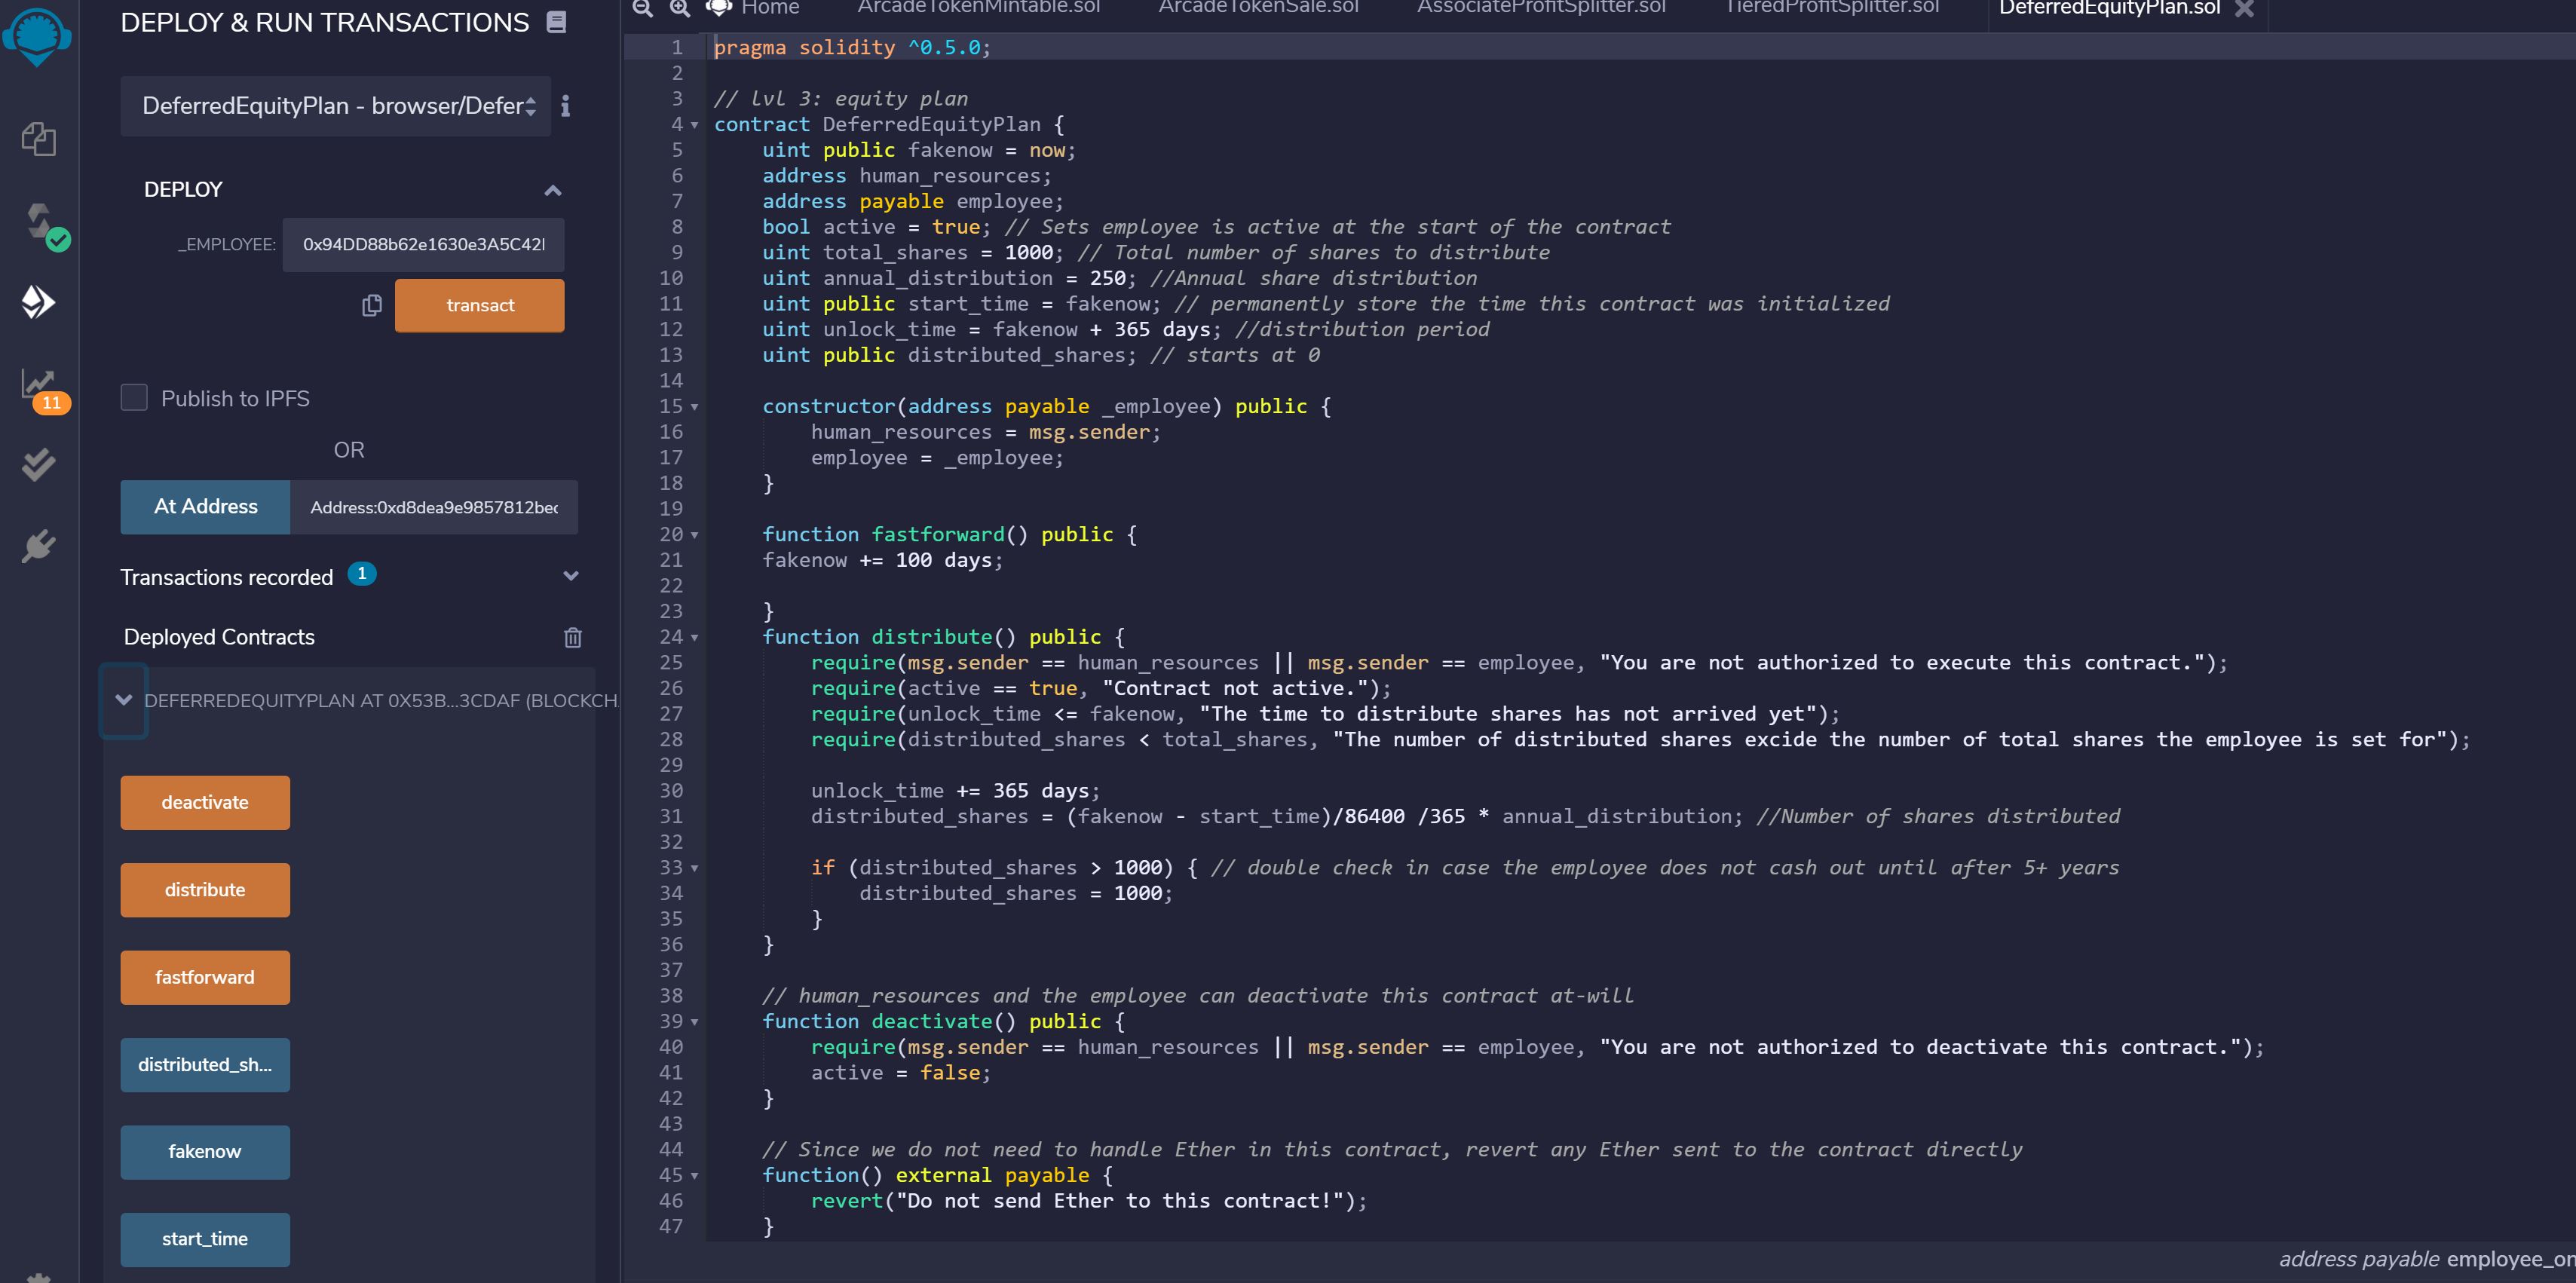 DEPLOY & RUN TRANSACTIONS
DeferredEquityPlan - browser/Defer
DEPLOY
_EMPLOYEE:
0x94DD88b62e1630e3A5C42
transact
Publish to IPFS
OR
At Address
Address:0xd8dea9e9857812bec
Transactions recorded 1
Deployed Contracts
DEFERREDEQUITYPLAN AT 0X53B...3CDAF (BLOCKCH
deactivate
distribute
fastforward
distributed_sh...
fakenow
start_time
11
Home
ArcadeTokenMintable.sol
ArcadeTokenSale.sol
AssociateProfitSplitter.sol
TieredProfitSplitter.sol
DeferredEquityPlan.sol
1 pragma solidity ^0.5.0;
2
3 // lvl 3: equity plan
4 contract DeferredEquityPlan {
5 uint public fakenow = now;
6 address human_resources;
7 address payable employee;
8 bool active = true; // Sets employee is active at the start of the contract
9 uint total_shares = 1000; // Total number of shares to distribute
10 uint annual_distribution = 250; //Annual share distribution
11 uint public start_time = fakenow; // permanently store the time this contract was initialized
12 uint unlock_time = fakenow + 365 days; //distribution period
13 uint public distributed_shares; // starts at 0
14
15 constructor(address payable _employee) public {
16 human_resources = msg.sender;
17 employee = _employee;
18 }
19
20 function fastforward() public {
21 fakenow += 100 days;
22
23 }
24 function distribute() public {
25 require(msg.sender == human_resources || msg.sender == employee, "You are not authorized to execute this contract.");
26 require(active == true, "Contract not active.");
27 require(unlock_time <= fakenow, "The time to distribute shares has not arrived yet");
28 require(distributed_shares < total_shares, "The number of distributed shares excide the number of total shares the employee is set for");
29
30 unlock_time += 365 days;
31 distributed_shares = (fakenow - start_time)/86400 /365 * annual_distribution; //Number of shares distributed
32
33 if (distributed_shares > 1000) { // double check in case the employee does not cash out until after 5+ years
34 distributed_shares = 1000;
35 }
36 }
37
38 // human_resources and the employee can deactivate this contract at-will
39 function deactivate() public {
40 require(msg.sender == human_resources || msg.sender == employee, "You are not authorized to deactivate this contract.");
41 active = false;
42 }
43
44 // Since we do not need to handle Ether in this contract, revert any Ether sent to the contract directly
45 function() external payable {
46 revert("Do not send Ether to this contract!");
47 }
address payable employee_on